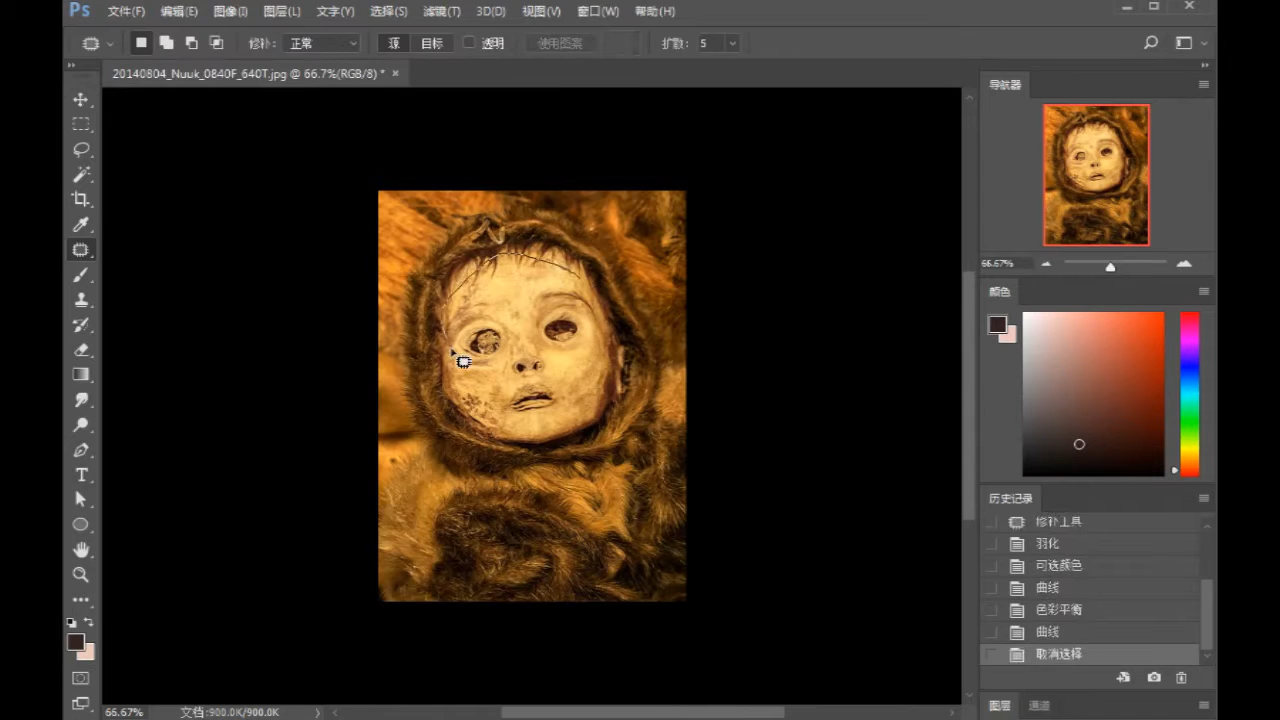 Ps 文件(F) 编辑(E) 图像(I) 图层(L) 文字(Y) 选择(S) 滤镜(T) 3D(D) 视图(V) 窗口(W) 帮助(H)
修补: 正常 源 目标 透明 使用图案 扩散: 5
20140804_Nuuk_0840F_640T.jpg @ 66.7%(RGB/8) *
导航器
66.67%
颜色
历史记录
修补工具
羽化
可选颜色
曲线
色彩平衡
曲线
取消选择
图层 通道
T
66.67% 文档:900.0K/900.0K